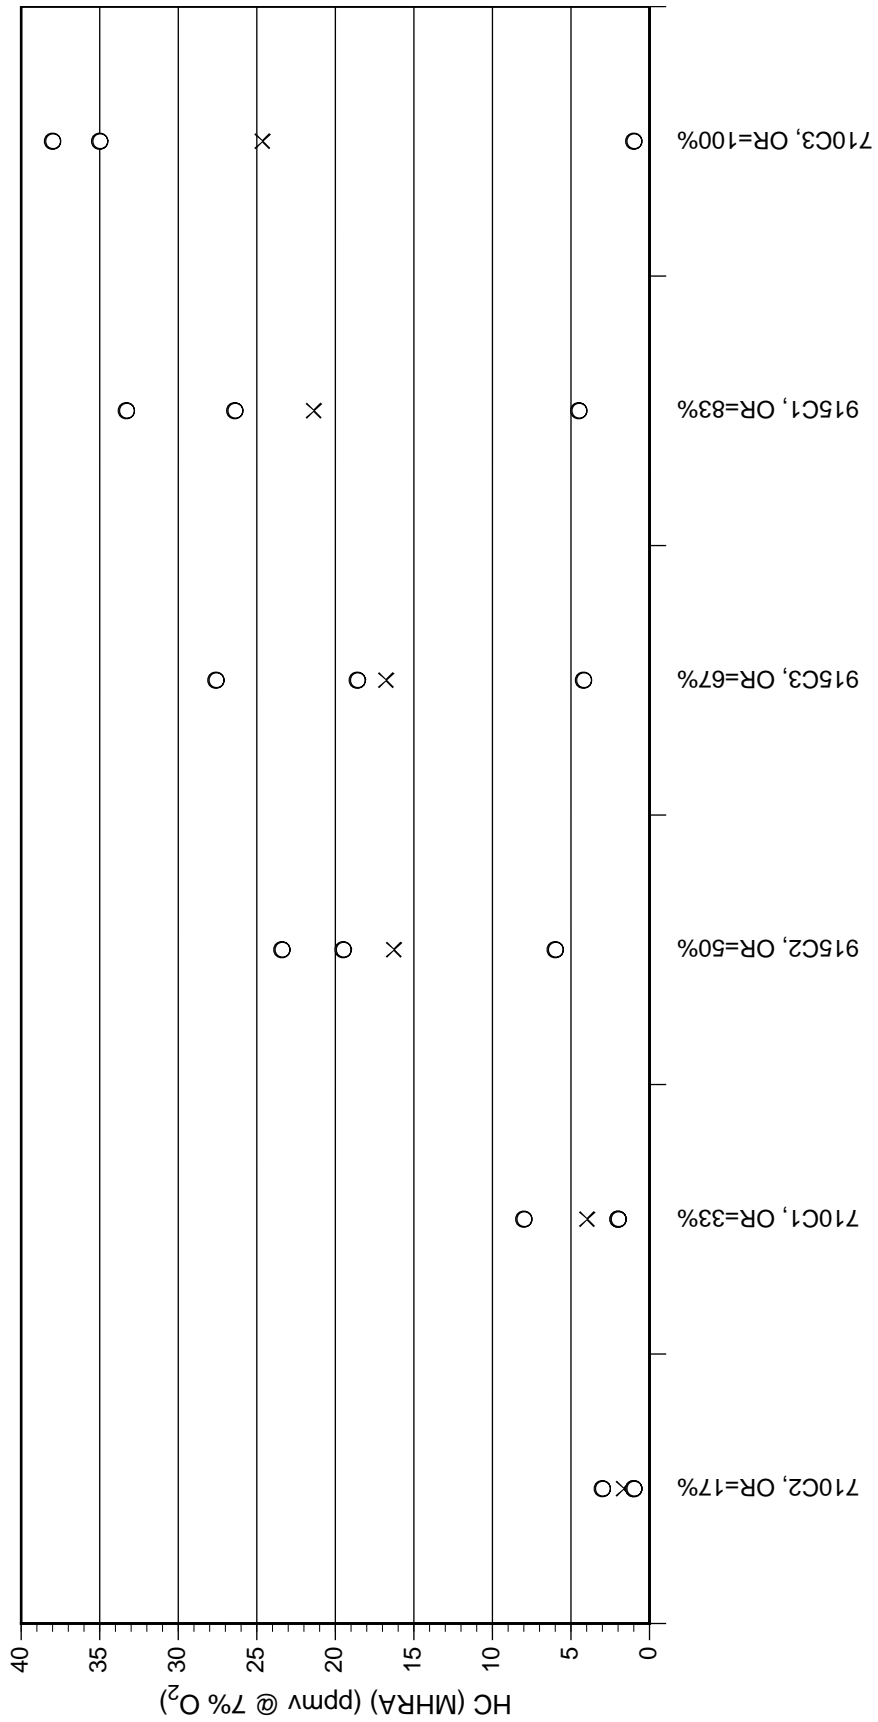 HC (MHRA) (ppmv @ 7% O2)
40
35
30
25
20
15
10
5
0
710C2, OR=17%
710C1, OR=33%
915C2, OR=50%
915C3, OR=67%
915C1, OR=83%
710C3, OR=100%